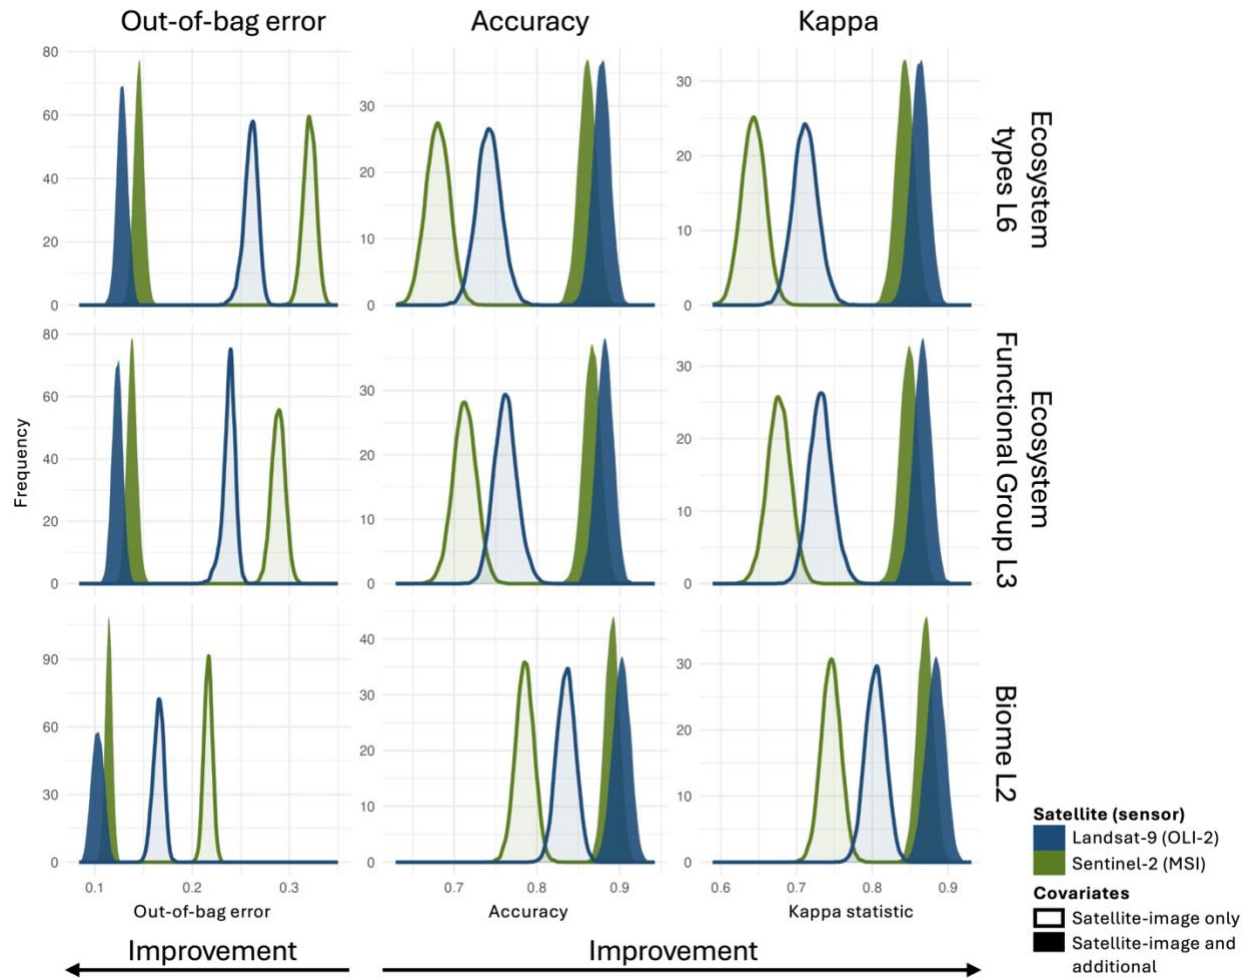 Out-of-bag error
Accuracy
Kappa
80
60
40
20
0
30
20
10
0
30
20
10
0
Ecosystem
types L6
80
60
40
20
0
30
20
10
0
30
20
10
0
Ecosystem
Functional Group L3
Frequency
90
60
30
0
40
30
20
10
0
30
20
10
0
Biome L2
0.1
0.2
0.3
0.7
0.8
0.9
0.6
0.7
0.8
0.9
Out-of-bag error
Accuracy
Kappa statistic
Improvement
Improvement
Satellite (sensor)
Landsat-9 (OLI-2)
Sentinel-2 (MSI)
Covariates
Satellite-image only
Satellite-image and
additional